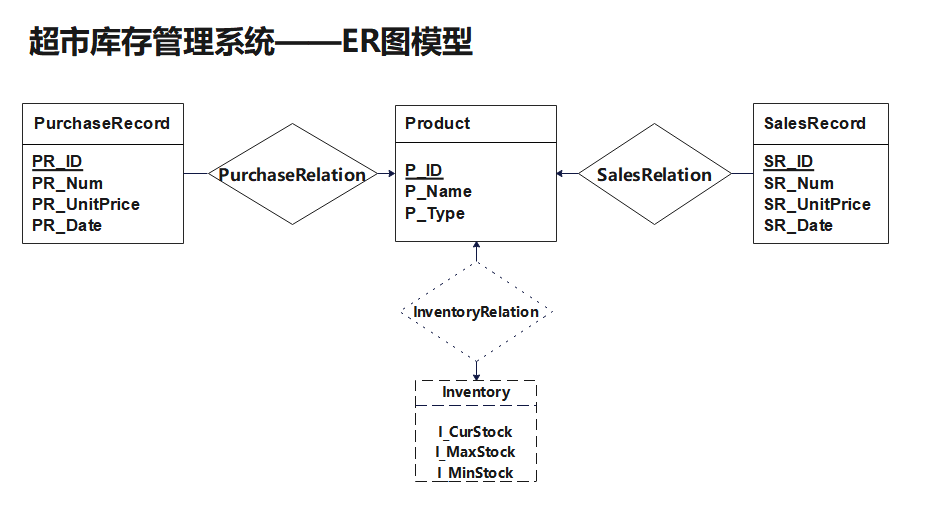 超市库存管理系统——ER图模型
PurchaseRecord
PR_ID
PR_Num
PR_UnitPrice
PR_Date
PurchaseRelation
Product
P_ID
P_Name
P_Type
SalesRelation
SalesRecord
SR_ID
SR_Num
SR_UnitPrice
SR_Date
InventoryRelation
Inventory
I_CurStock
I_MaxStock
I_MinStock